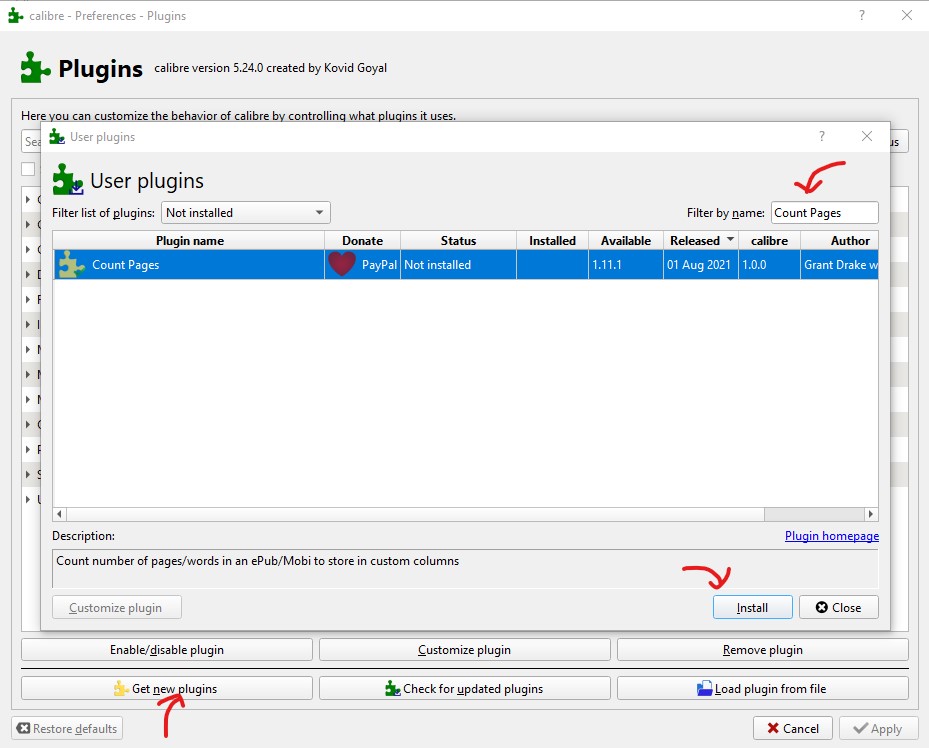 calibre - Preferences - Plugins
Plugins calibre version 5.24.0 created by Kovid Goyal
Here you can customize the behavior of calibre by controlling what plugins it uses.
User plugins
User plugins
Filter list of plugins: Not installed Filter by name: Count Pages
Plugin name Donate Status Installed Available Released calibre Author
Count Pages PayPal Not installed 1.11.1 01 Aug 2021 1.0.0 Grant Drake w
Description: Plugin homepage
Count number of pages/words in an ePub/Mobi to store in custom columns
Customize plugin Install Close
Enable/disable plugin Customize plugin Remove plugin
Get new plugins Check for updated plugins Load plugin from file
Restore defaults Cancel Apply